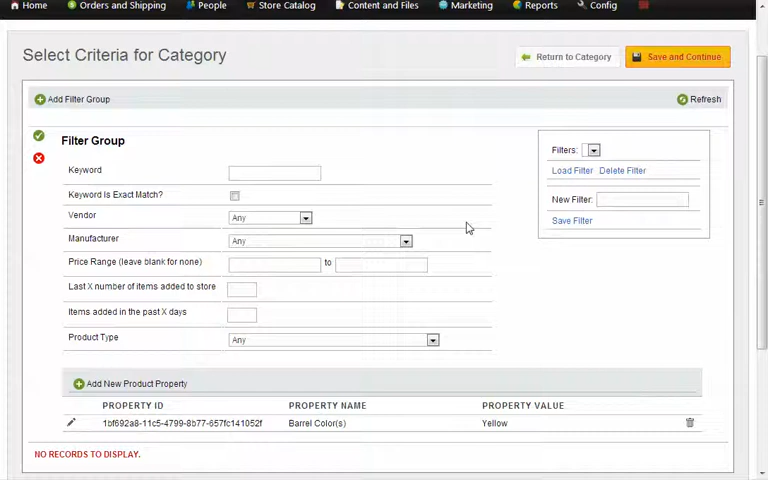 Home Orders and Shipping People Store Catalog Content and Files Marketing Reports Config
Select Criteria for Category
Return to Category Save and Continue
Add Filter Group Refresh
Filter Group
Keyword
Keyword Is Exact Match?
Vendor Any
Manufacturer Any
Price Range (leave blank for none) to
Last X number of items added to store
Items added in the past X days
Product Type Any
Filters:
Load Filter Delete Filter
New Filter:
Save Filter
Add New Product Property
PROPERTY ID PROPERTY NAME PROPERTY VALUE
1bf692a8-11c5-4799-8b77-657fc141052f Barrel Color(s) Yellow
NO RECORDS TO DISPLAY.